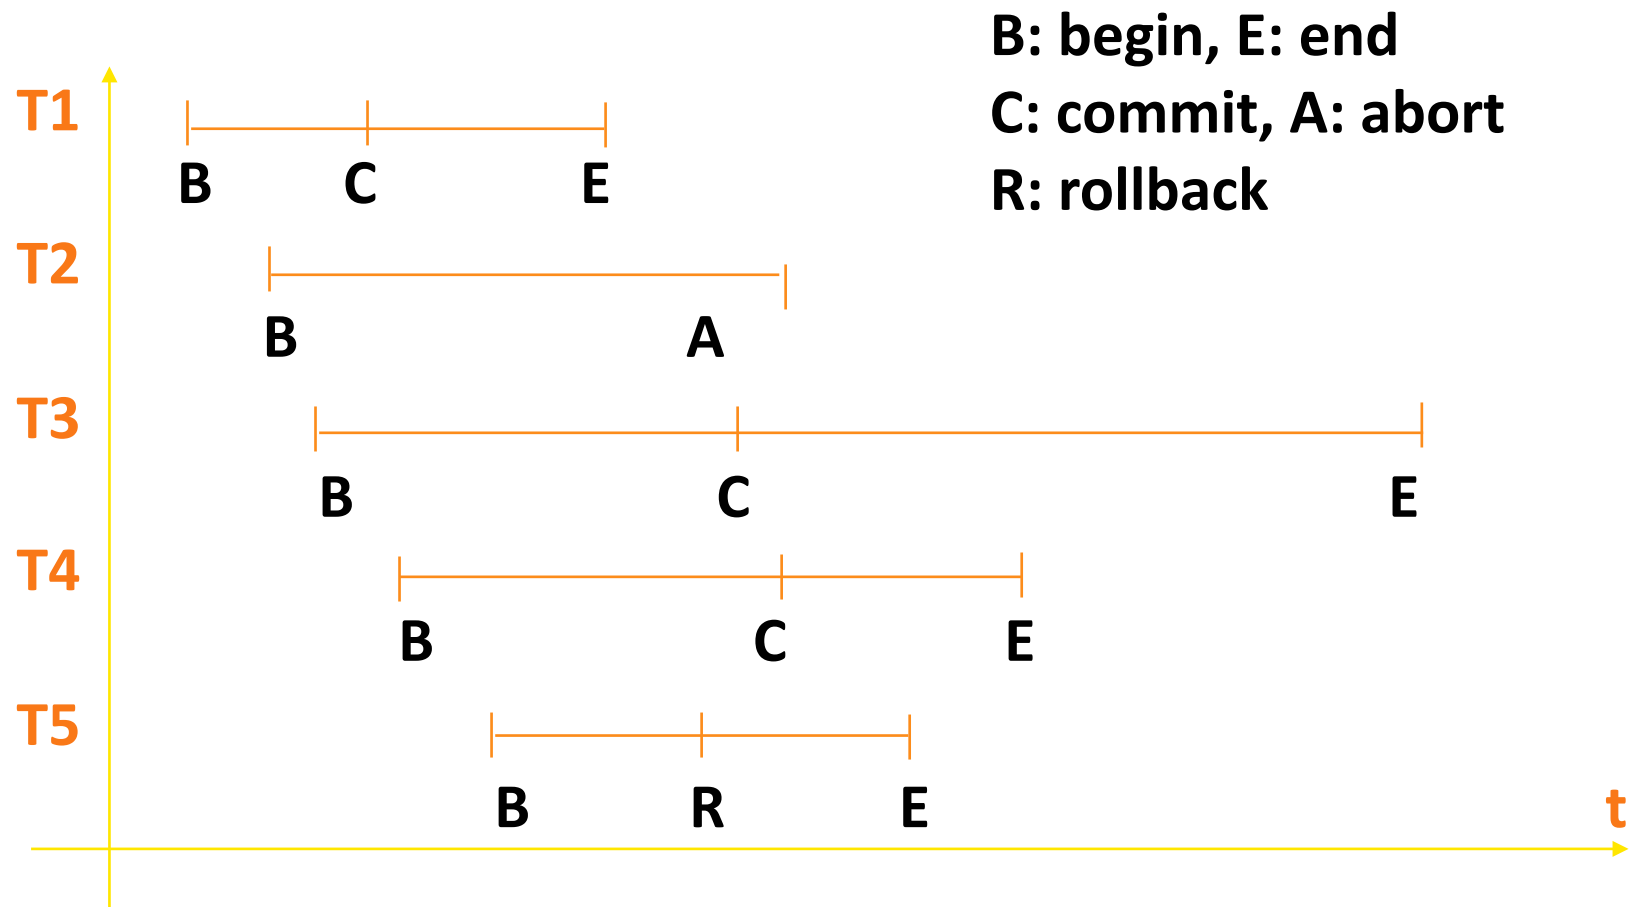 B: begin, E: end
C: commit, A: abort
R: rollback
T1
B C E
T2
B A
T3
B C E
T4
B C E
T5
B R E
t